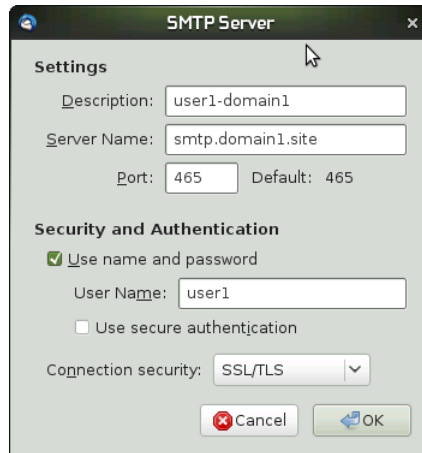 SMTP Server
Settings
Description: user1-domain1
Server Name: smtp.domain1.site
Port: 465 Default: 465
Security and Authentication
Use name and password
User Name: user1
Use secure authentication
Connection security: SSL/TLS
Cancel OK